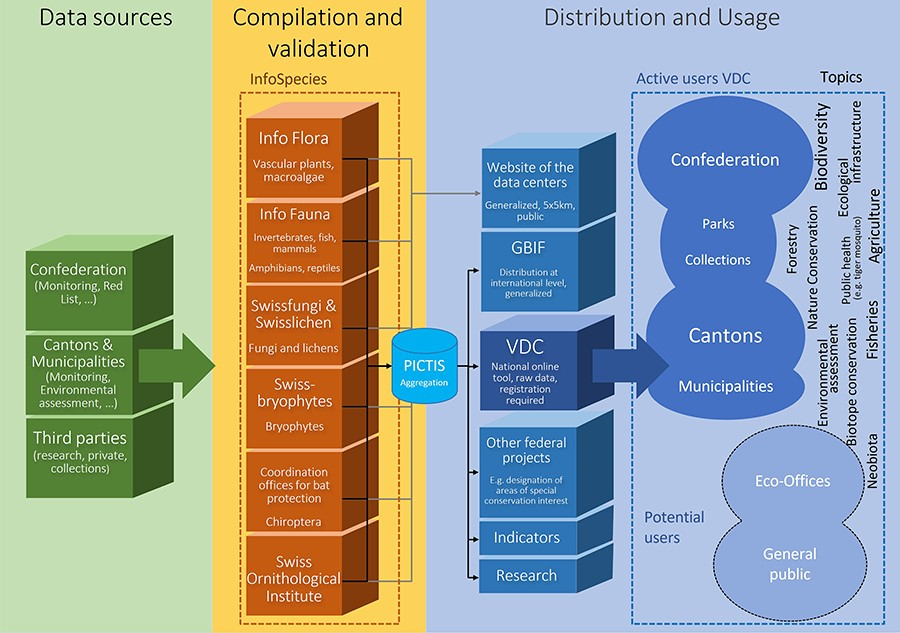 Data sources
Compilation and
validation
Distribution and Usage
InfoSpecies
Active users VDC
Topics
Confederation
(Monitoring, Red
List, ...)
Cantons &
Municipalities
(Monitoring,
Environmental
assessment, ...)
Third parties
(research, private,
collections)
Info Flora
Vascular plants,
macroalgae
Info Fauna
Invertebrates, fish,
mammals
Amphibians, reptiles
Swissfungi &
Swisslichen
Fungi and lichens
Swiss-
bryophytes
Bryophytes
Coordination
offices for bat
protection
Chiroptera
Swiss
Ornithological
Institute
PICTIS
Aggregation
Website of the
data centers
Generalized, 5x5km,
public
GBIF
Distribution at
international level,
generalized
VDC
National online
tool, raw data,
registration
required
Other federal
projects
E.g. designation of
areas of special
conservation interest
Indicators
Research
Confederation
Parks
Collections
Cantons
Municipalities
Potential
users
Eco-Offices
General
public
Biodiversity
Ecological
infrastructure
Forestry
Nature Conservation
Public health
(e.g. tiger mosquito)
Agriculture
Environmental
assessment
Biotope conservation
Fisheries
Neobiota